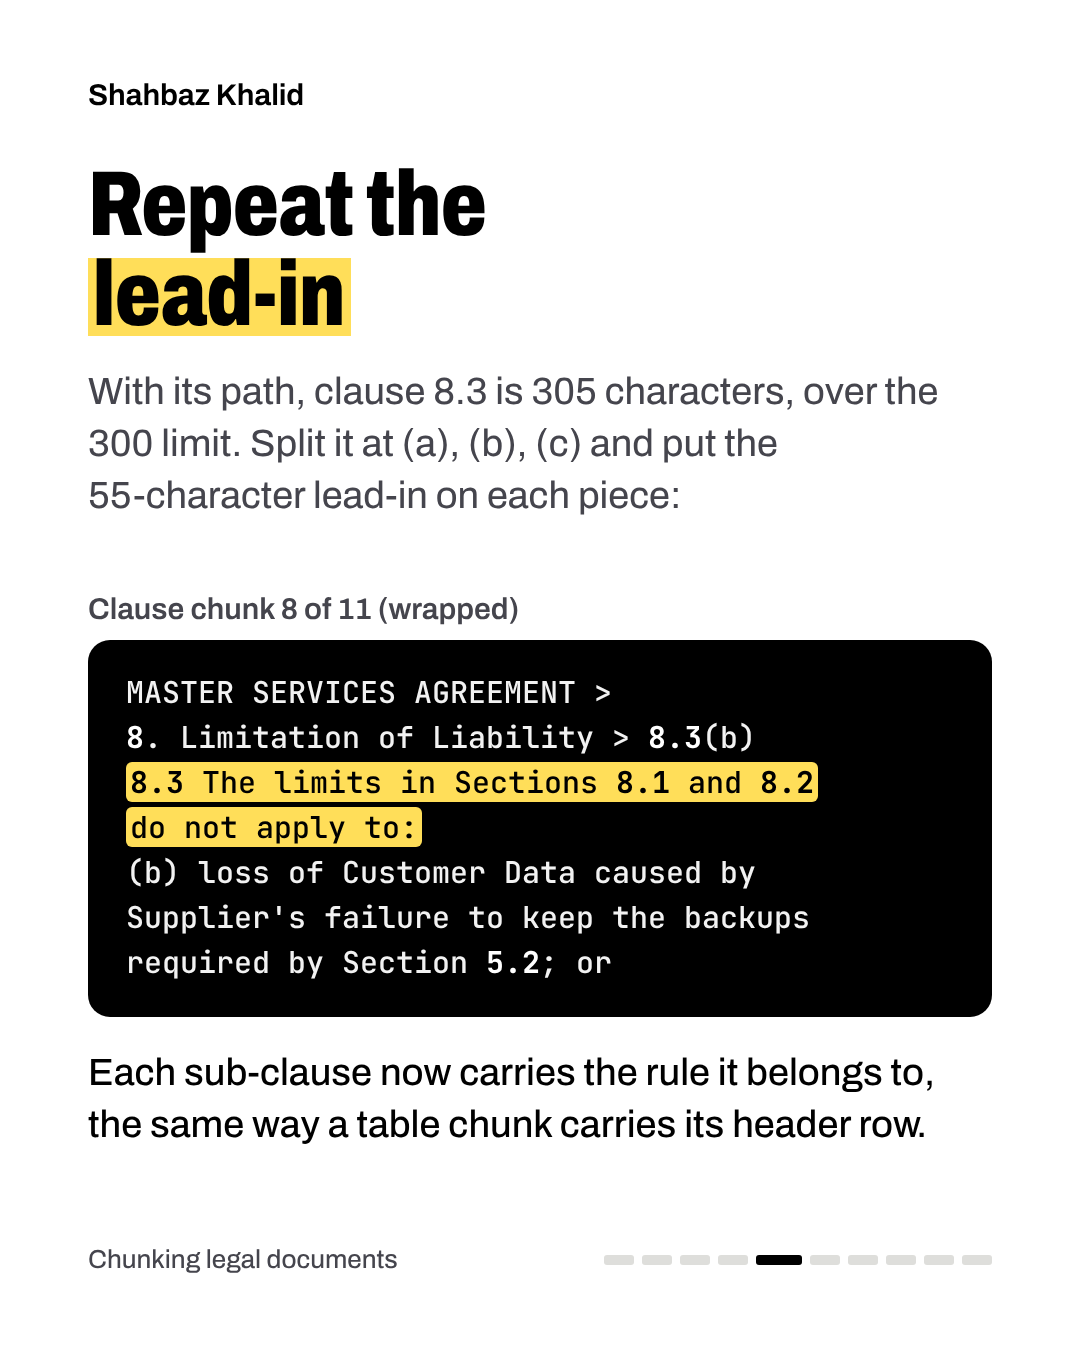 Shahbaz Khalid
Repeat the
lead-in
With its path, clause 8.3 is 305 characters, over the
300 limit. Split it at (a), (b), (c) and put the
55-character lead-in on each piece:
Clause chunk 8 of 11 (wrapped)
MASTER SERVICES AGREEMENT >
8. Limitation of Liability > 8.3(b)
8.3 The limits in Sections 8.1 and 8.2
do not apply to:
(b) loss of Customer Data caused by
Supplier's failure to keep the backups
required by Section 5.2; or
Each sub-clause now carries the rule it belongs to,
the same way a table chunk carries its header row.
Chunking legal documents